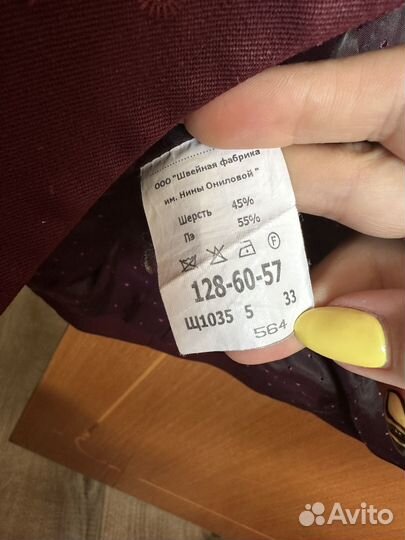 ООО "Швейная фабрика
им. Нины Ониловой"
Шерсть 45%
Пэ 55%
F
128-60-57
Щ1035 5 33
564
Avito